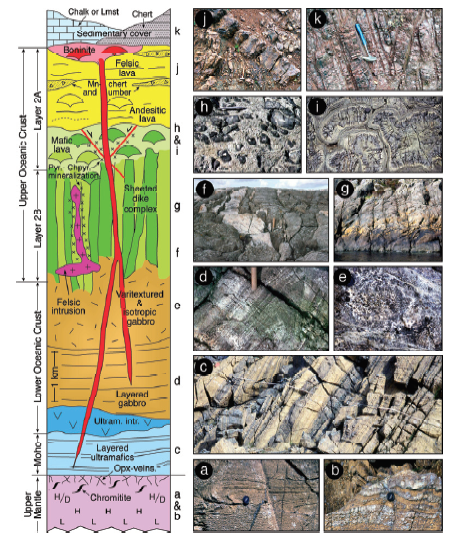 Chalk or Lmst
Chert
Sedimentary cover
k
Boninite
Felsic
lava
j
Mn-
and
chert
umber
Andesitic
lava
h
&
i
Mafic
lava
Pyr. Chpyr.
mineralization
Sheeted
dike
complex
g
f
Upper Oceanic Crust
Layer 2A
Layer 2B
Felsic
intrusion
Varitextured
&
isotropic
gabbro
e
Lower Oceanic Crust
1 km
Layered
gabbro
d
Ultram. intr.
Moho
Layered
ultramafics
c
Opx-veins.
Upper
Mantle
H/D
Chromitite
H/D
H
H
L
L
L
a
&
b
j
k
h
i
f
g
d
e
c
a
b